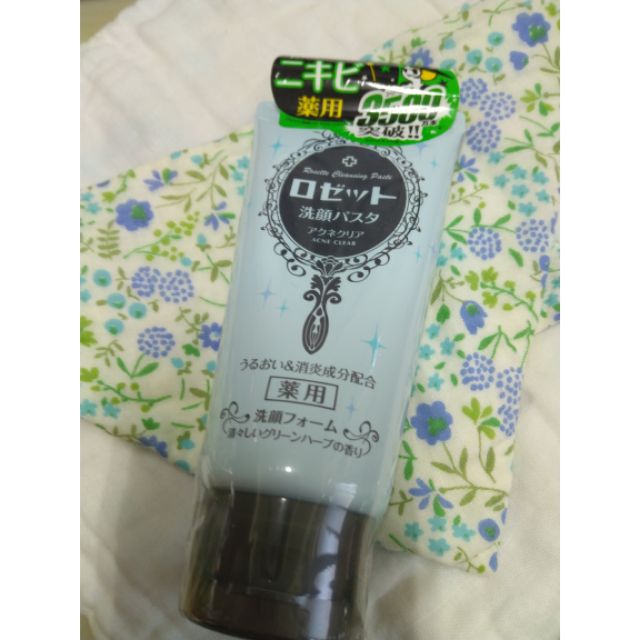 ニキビ
薬用
3500
突破!!
Rosette Cleansing Paste
ロゼット
洗顔パスタ
アクネクリア
ACNE CLEAR
うるおい&消炎成分配合
薬用
洗顔フォーム
清々しいグリーンハーブの香り